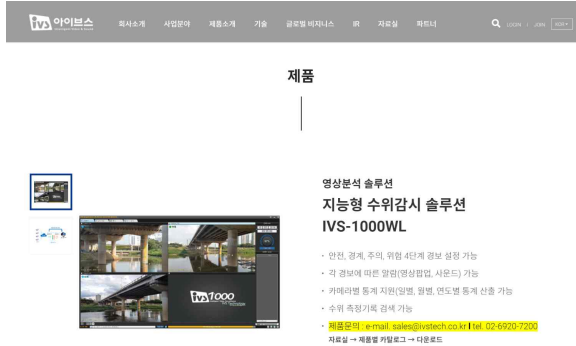 ivs 아이브스
회사소개 사업분야 제품소개 기술 글로벌 비지니스 IR 자료실 파트너 LOGIN | JOIN KOR
제품
영상분석 솔루션
지능형 수위감시 솔루션
IVS-1000WL
• 안전, 경계, 주의, 위험 4단계 경보 설정 가능
• 각 경보에 따른 알람(영상팝업, 사운드) 가능
• 카메라별 통계 지원(일별, 월별, 연도별 통계 산출 가능
• 수위 측정기록 검색 가능
• 제품문의 : e-mail. sales@ivstech.co.kr l tel. 02-6920-7200
자료실 → 제품별 카탈로그 → 다운로드
ivs 1000